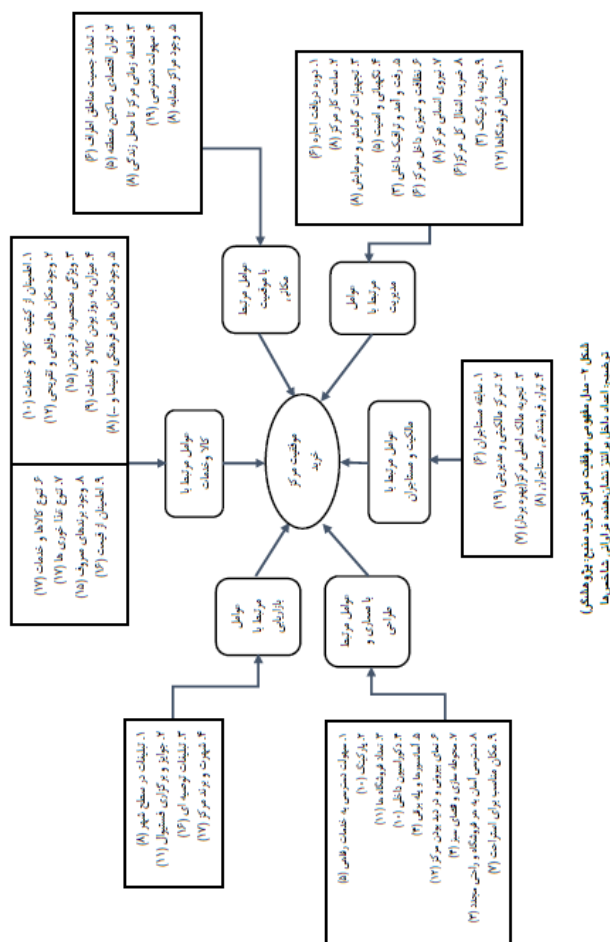 ۱. تعداد جمعیت مناطق اطراف (۶)
۲. توان اقتصادی ساکنین منطقه (۵)
۳. فاصله زمانی مرکز تا محل زندگی (۸)
۴. سهولت دسترسی (۱۹)
۵. وجود مراکز مشابه (۸)
عوامل مرتبط
با موقعیت
مکانی
۱. اطمینان از کیفیت کالا و خدمات (۱۰)
۲. وجود مکان های رفاهی و تفریحی (۱۲)
۳. ویژگی منحصربه فرد بودن (۱۵)
۴. میزان به روز بودن کالا و خدمات (۹)
۵. وجود مکان های فرهنگی (سینما و ...) (۸)
۶. تنوع کالاها و خدمات (۱۷)
۷. تنوع غذا خوری ها (۱۷)
۸. وجود برندهای معروف (۱۵)
۹. اطمینان از قیمت (۱۶)
عوامل مرتبط با
کالا و خدمات
۱. تبلیغات در سطح شهر (۸)
۲. جوایز و برگزاری فستیوال (۱۱)
۳. تبلیغات توصیه ای (۱۶)
۴. شهرت و برند مرکز (۱۷)
عوامل
مرتبط با
بازاریابی
موفقیت مرکز
خرید
۱. دوره دریافت اجاره (۶)
۲. ساعت کار مرکز (۸)
۳. تجهیزات گرمایش و سرمایش (۸)
۴. نگهبانی و امنیت (۵)
۵. رفت و آمد و ترافیک داخلی (۳)
۶. نظافت و تمیزی داخل مرکز (۶)
۷. نیروی انسانی مرکز (۸)
۸. ضریب اشغال کل مرکز (۶)
۹. هزینه پارکینگ (۳)
۱۰. چیدمان فروشگاها (۱۲)
عوامل
مرتبط با
مدیریت
۱. سابقه مستاجران (۶)
۲. تمرکز مالکیتی و مدیریتی (۱۹)
۳. تجربه مالک اصلی مرکز (بهره بردار) (۷)
۴. توان فروشندگی مستاجران (۸)
عوامل مرتبط با
مالکیت و مستاجران
۱. سهولت دسترسی به خدمات رفاهی (۵)
۲. پارکینگ (۱۰)
۳. تعداد فروشگاه ها (۱۱)
۴. دکوراسیون داخلی (۱۰)
۵. آسانسورها و پله برقی (۴)
۶. نمای بیرونی و در دید بودن مرکز (۱۲)
۷. محوطه سازی و فضای سبز (۴)
۸. دسترسی آسان به هر فروشگاه و راحتی مجدد (۳)
۹. مکان مناسب برای استراحت (۷)
عوامل مرتبط
با معماری و
طراحی
شکل ۲- مدل مفهومی موفقیت مراکز خرید منبع: پژوهشگر)
توضیح: اعداد داخل پرانتز نشان دهنده فراوانی شاخص ها